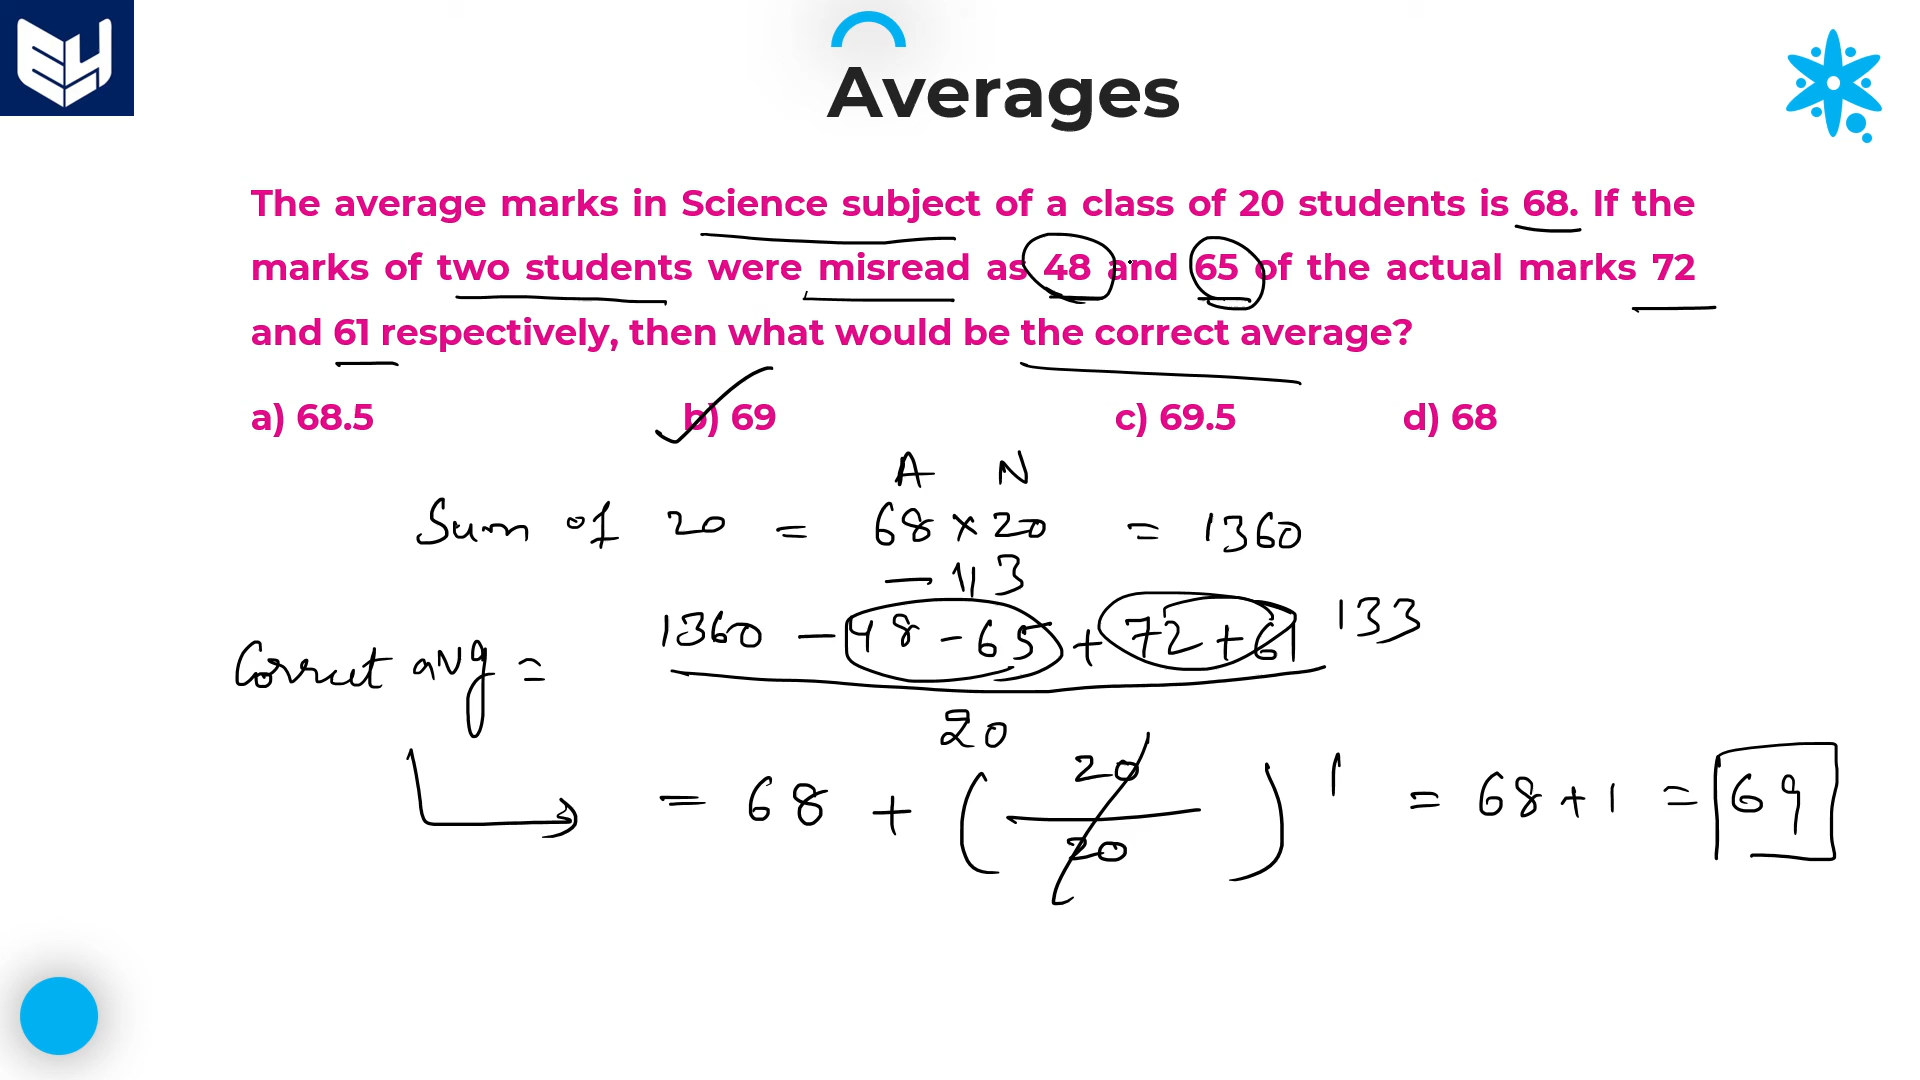 Averages
The average marks in Science subject of a class of 20 students is 68. If the
marks of two students were misread as 48 and 65 of the actual marks 72
and 61 respectively, then what would be the correct average?
a) 68.5 b) 69 c) 69.5 d) 68
A N
Sum of 20 = 68 × 20 = 1360
- 113
1360 - 48 - 65 + 72 + 61 133
Correct avg =
20
20 1
= 68 + ( ) = 68 + 1 = 69
20